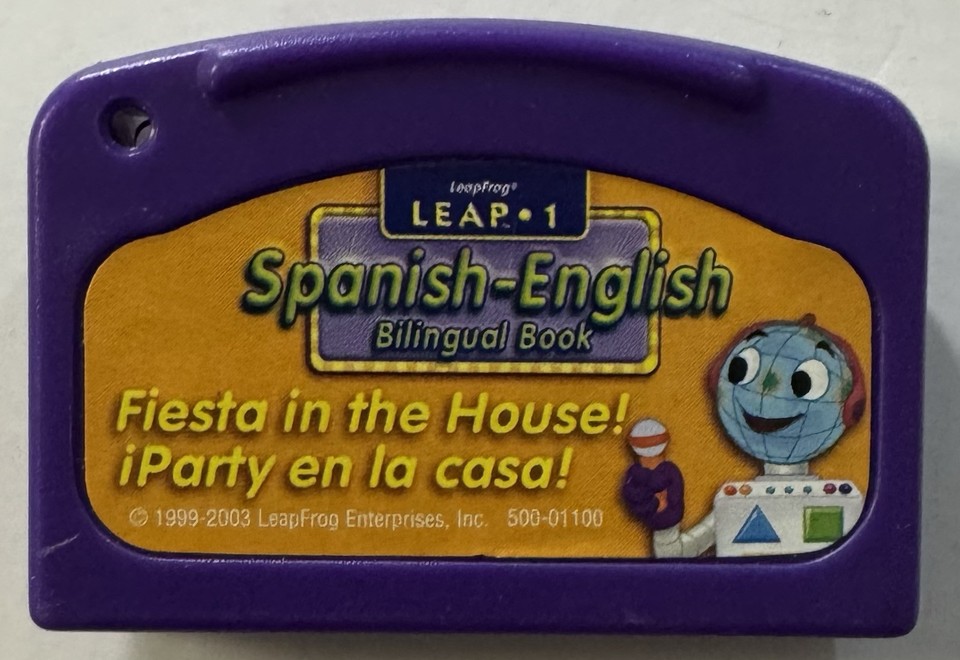 LeapFrog®
LEAP • 1
Spanish-English
Bilingual Book
Fiesta in the House!
¡Party en la casa!
© 1999-2003 LeapFrog Enterprises, Inc. 500-01100